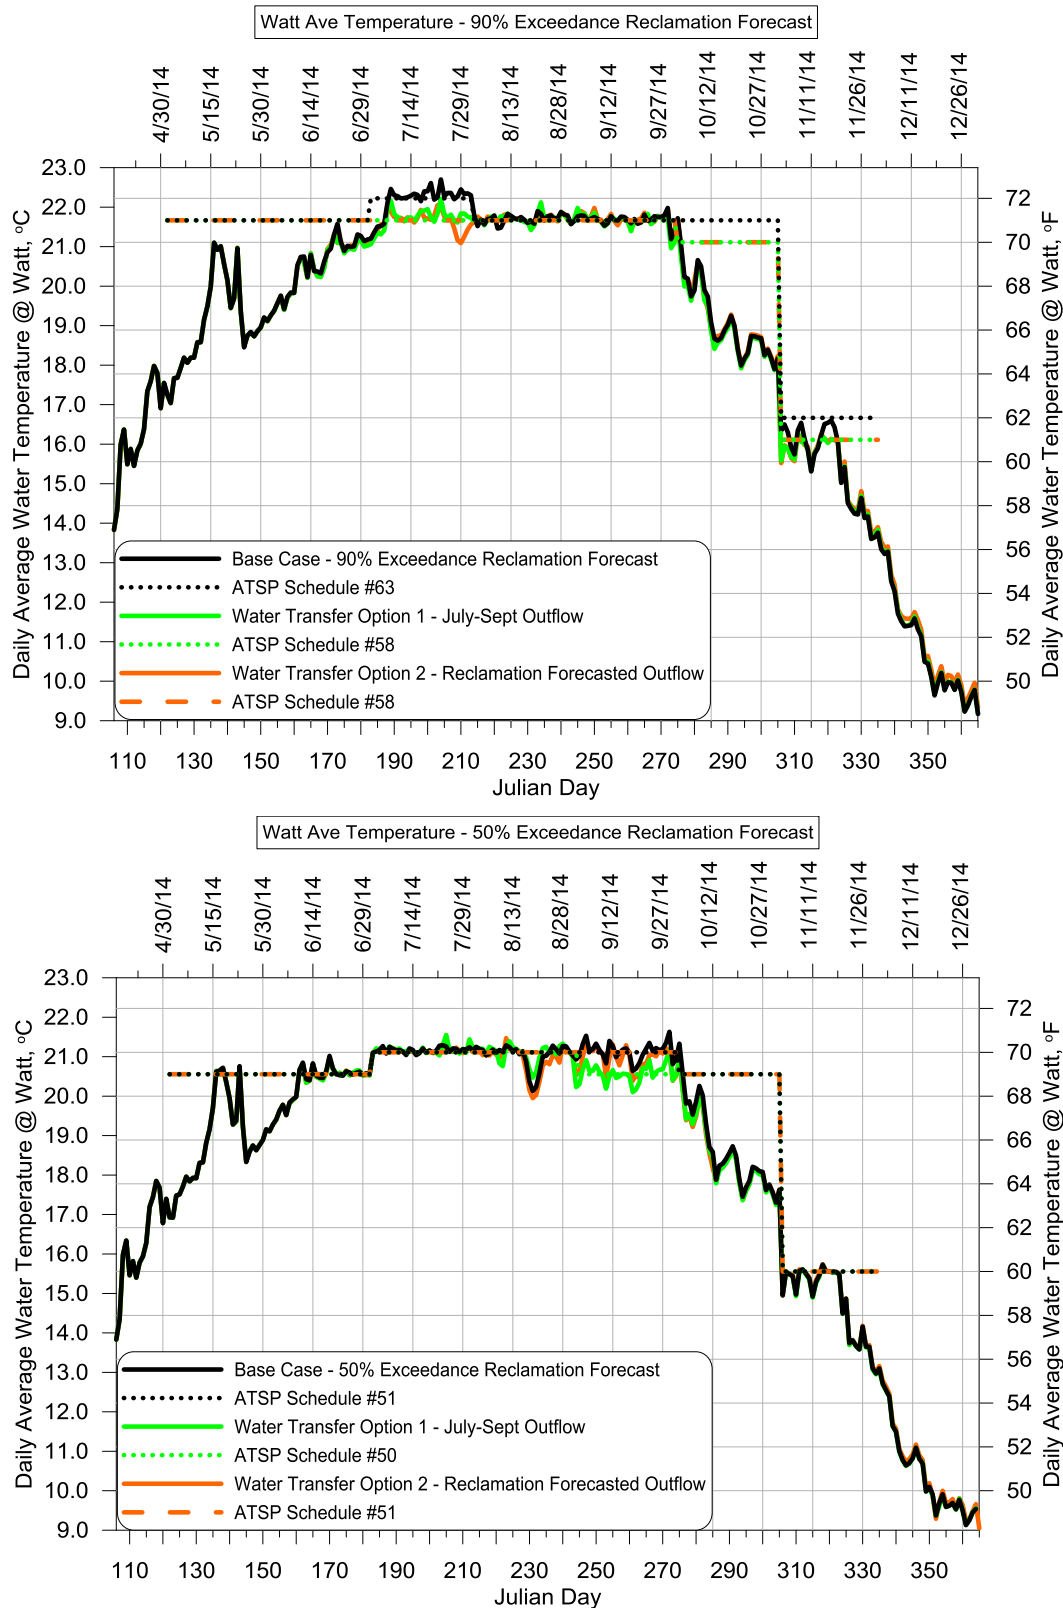 Watt Ave Temperature - 90% Exceedance Reclamation Forecast
4/30/14 5/15/14 5/30/14 6/14/14 6/29/14 7/14/14 7/29/14 8/13/14 8/28/14 9/12/14 9/27/14 10/12/14 10/27/14 11/11/14 11/26/14 12/11/14 12/26/14
Daily Average Water Temperature @ Watt, ºC
23.0
22.0
21.0
20.0
19.0
18.0
17.0
16.0
15.0
14.0
13.0
12.0
11.0
10.0
9.0
72
70
68
66
64
62
60
58
56
54
52
50
Daily Average Water Temperature @ Watt, ºF
Base Case - 90% Exceedance Reclamation Forecast
ATSP Schedule #63
Water Transfer Option 1 - July-Sept Outflow
ATSP Schedule #58
Water Transfer Option 2 - Reclamation Forecasted Outflow
ATSP Schedule #58
110 130 150 170 190 210 230 250 270 290 310 330 350
Julian Day
Watt Ave Temperature - 50% Exceedance Reclamation Forecast
4/30/14 5/15/14 5/30/14 6/14/14 6/29/14 7/14/14 7/29/14 8/13/14 8/28/14 9/12/14 9/27/14 10/12/14 10/27/14 11/11/14 11/26/14 12/11/14 12/26/14
Daily Average Water Temperature @ Watt, ºC
23.0
22.0
21.0
20.0
19.0
18.0
17.0
16.0
15.0
14.0
13.0
12.0
11.0
10.0
9.0
72
70
68
66
64
62
60
58
56
54
52
50
Daily Average Water Temperature @ Watt, ºF
Base Case - 50% Exceedance Reclamation Forecast
ATSP Schedule #51
Water Transfer Option 1 - July-Sept Outflow
ATSP Schedule #50
Water Transfer Option 2 - Reclamation Forecasted Outflow
ATSP Schedule #51
110 130 150 170 190 210 230 250 270 290 310 330 350
Julian Day